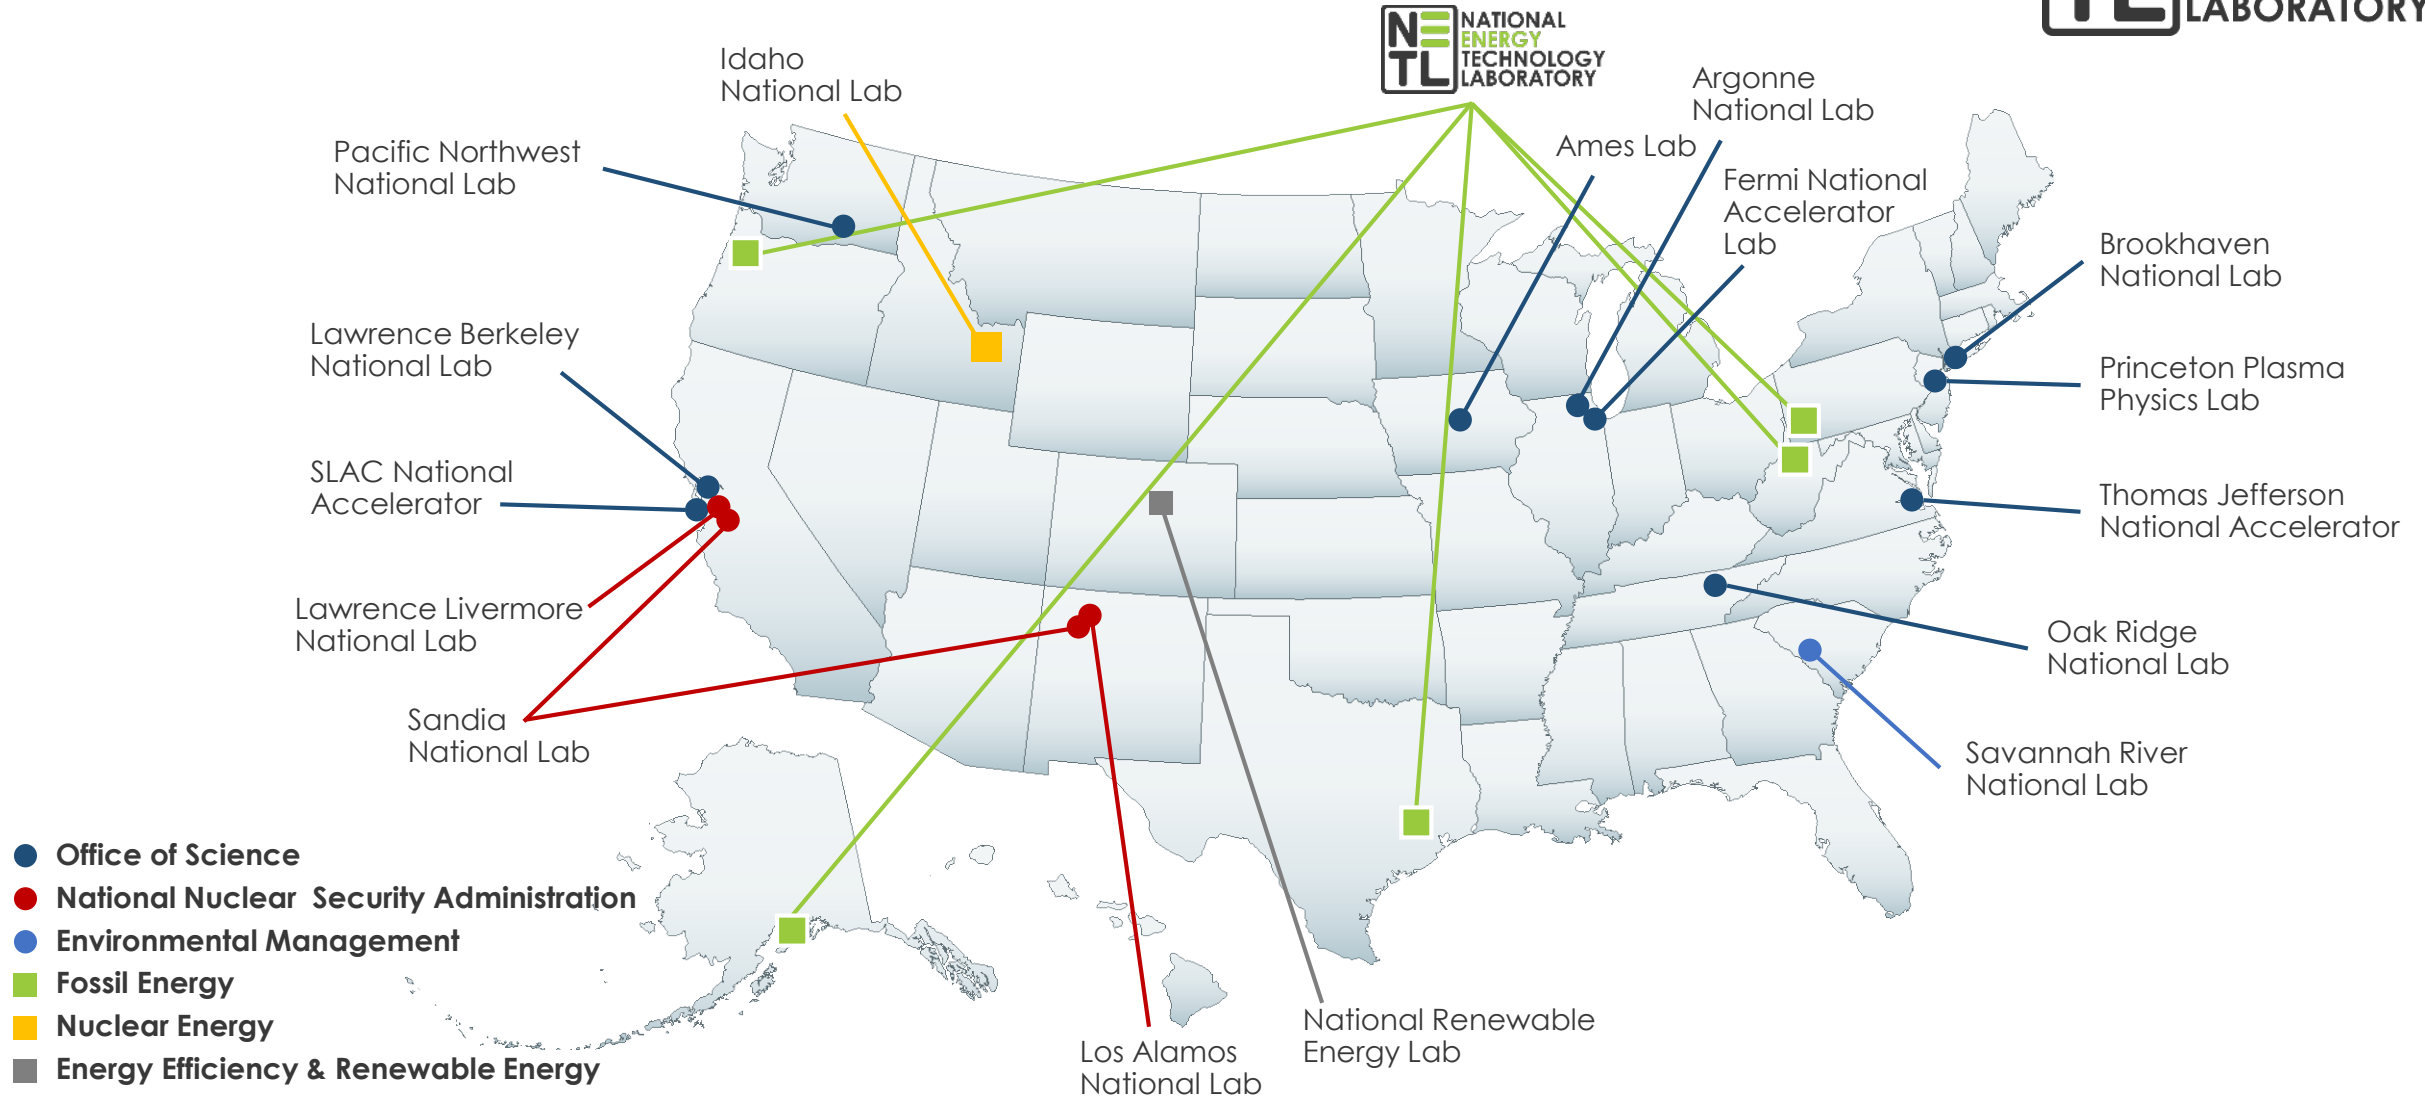 LABORATORY
NE
TL
NATIONAL
ENERGY
TECHNOLOGY
LABORATORY
Idaho
National Lab
Argonne
National Lab
Ames Lab
Pacific Northwest
National Lab
Fermi National
Accelerator
Lab
Brookhaven
National Lab
Lawrence Berkeley
National Lab
Princeton Plasma
Physics Lab
SLAC National
Accelerator
Thomas Jefferson
National Accelerator
Lawrence Livermore
National Lab
Oak Ridge
National Lab
Sandia
National Lab
Savannah River
National Lab
Office of Science
National Nuclear  Security Administration
Environmental Management
Fossil Energy
Nuclear Energy
Energy Efficiency & Renewable Energy
National Renewable
Energy Lab
Los Alamos
National Lab